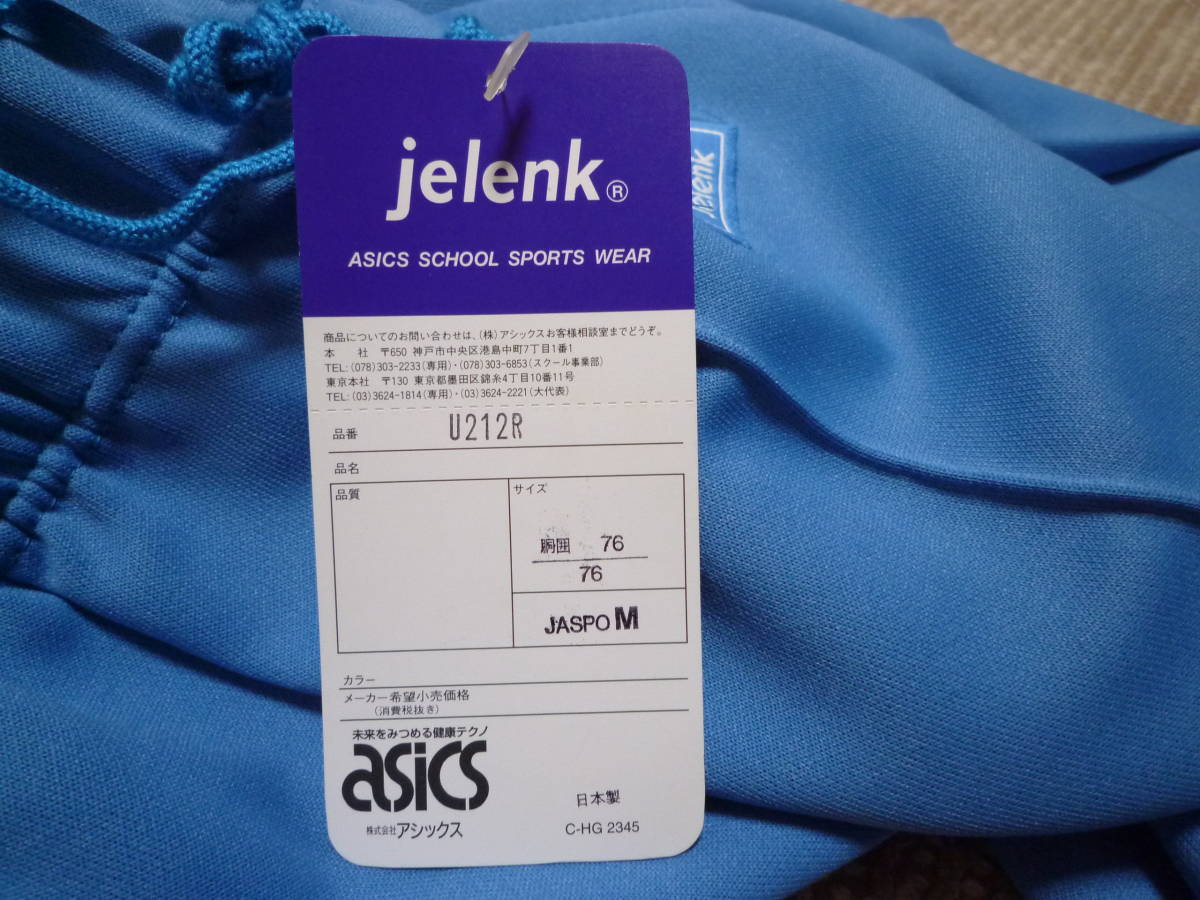 jelenk®
ASICS SCHOOL SPORTS WEAR
jelenk
商品についてのお問い合わせは、(株)アシックスお客様相談室までどうぞ。
本 社 〒650 神戸市中央区港島中町7丁目1番1
TEL:(078)303-2233(専用)・(078)303-6853(スクール事業部)
東京本社 〒130 東京都墨田区錦糸4丁目10番11号
TEL:(03)3624-1814(専用)・(03)3624-2221(大代表)
品番 U212R
品名
品質
サイズ
胴囲 76
76
JASPO M
カラー
メーカー希望小売価格
(消費税抜き)
未来をみつめる健康テクノ
asics
株式会社アシックス
日本製
C-HG 2345